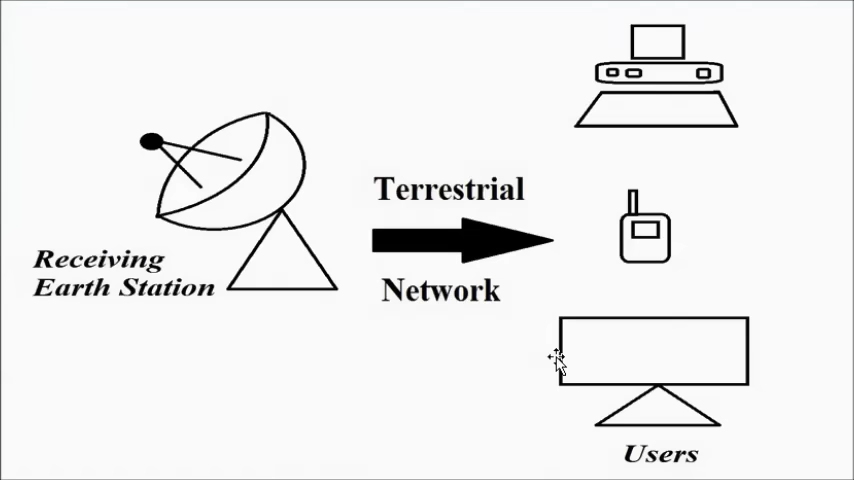 Receiving
Earth Station
Terrestrial
Network
Users